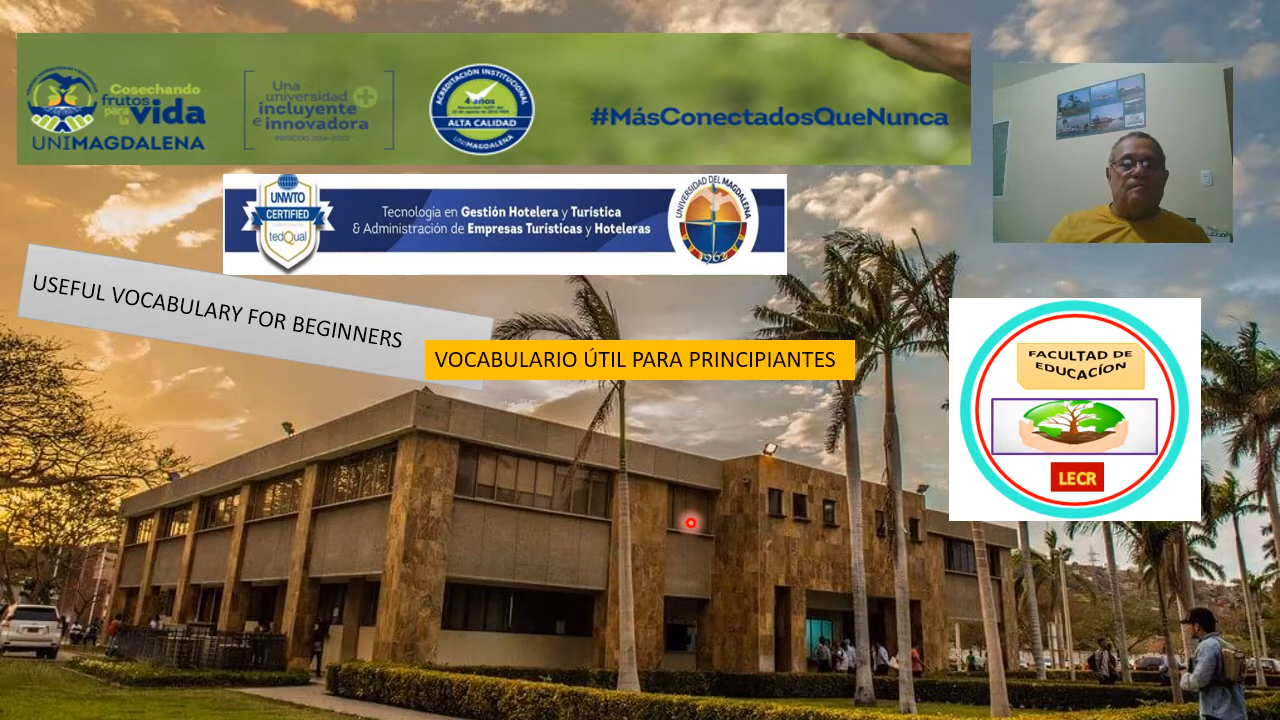 Cosechando
frutos
para la
vida
UNIMAGDALENA
Una
universidad
incluyente
e innovadora
ACREDITACIÓN INSTITUCIONAL
4 años
ALTA CALIDAD
UNIMAGDALENA
#MásConectadosQueNunca
UNWTO
CERTIFIED
tedQual
Tecnología en Gestión Hotelera y Turística
& Administración de Empresas Turísticas y Hoteleras
UNIVERSIDAD DEL MAGDALENA
1962
USEFUL VOCABULARY FOR BEGINNERS
VOCABULARIO ÚTIL PARA PRINCIPIANTES
FACULTAD DE
EDUCACÍON
LECR